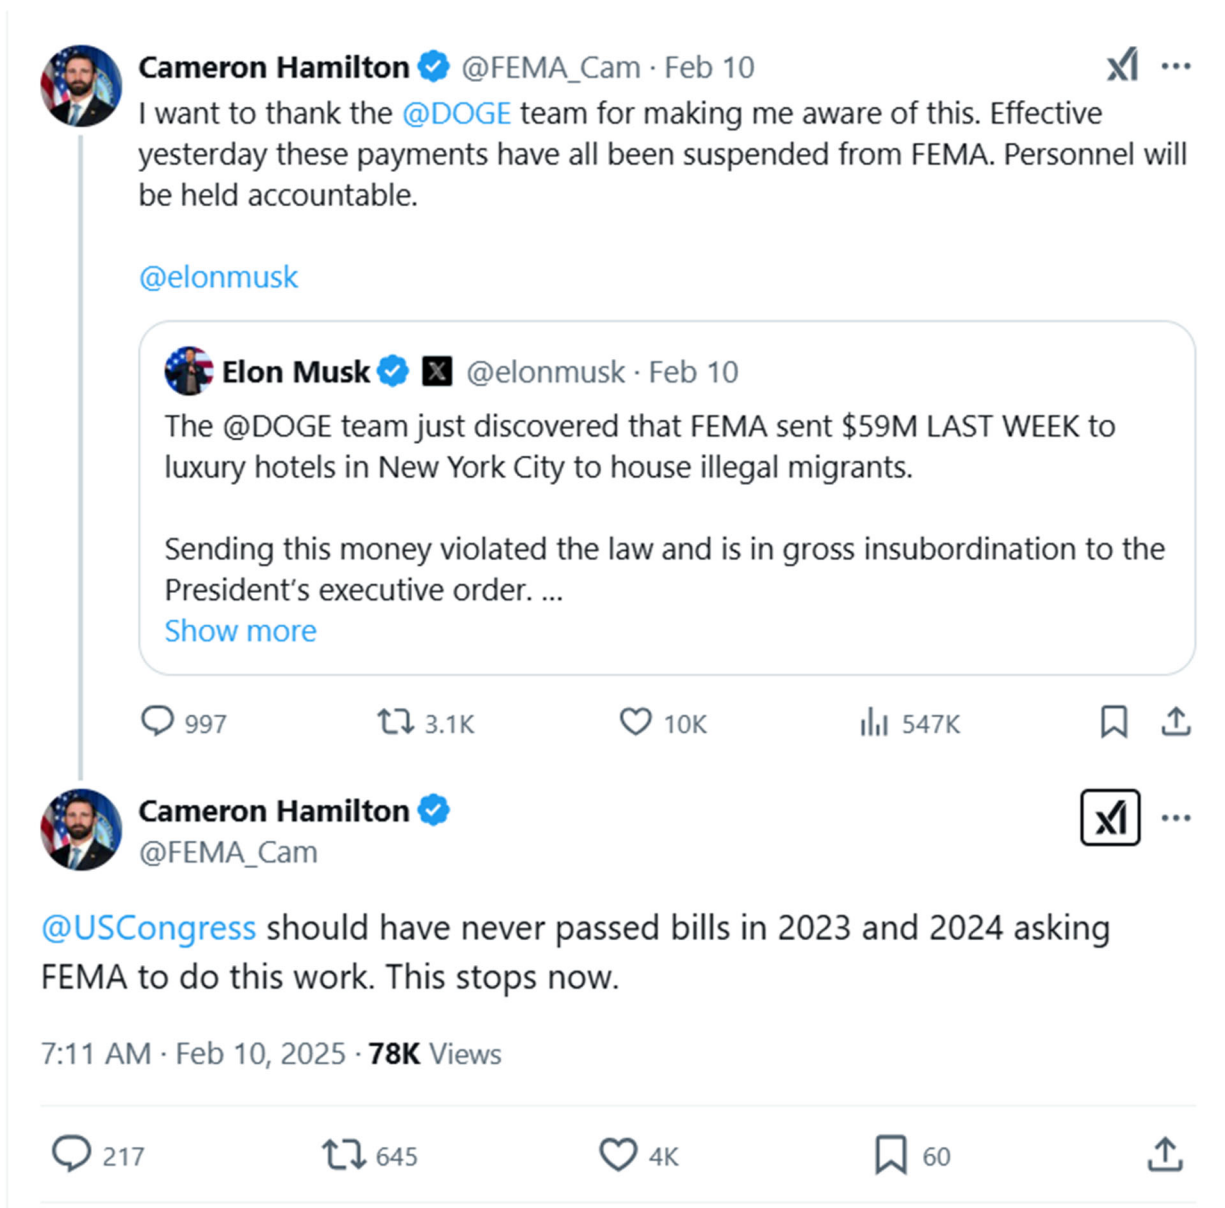 Cameron Hamilton @FEMA_Cam · Feb 10
I want to thank the @DOGE team for making me aware of this. Effective
yesterday these payments have all been suspended from FEMA. Personnel will
be held accountable.
@elonmusk
Elon Musk @elonmusk · Feb 10
The @DOGE team just discovered that FEMA sent $59M LAST WEEK to
luxury hotels in New York City to house illegal migrants.
Sending this money violated the law and is in gross insubordination to the
President's executive order. ...
Show more
997 3.1K 10K 547K
Cameron Hamilton
@FEMA_Cam
@USCongress should have never passed bills in 2023 and 2024 asking
FEMA to do this work. This stops now.
7:11 AM · Feb 10, 2025 · 78K Views
217 645 4K 60